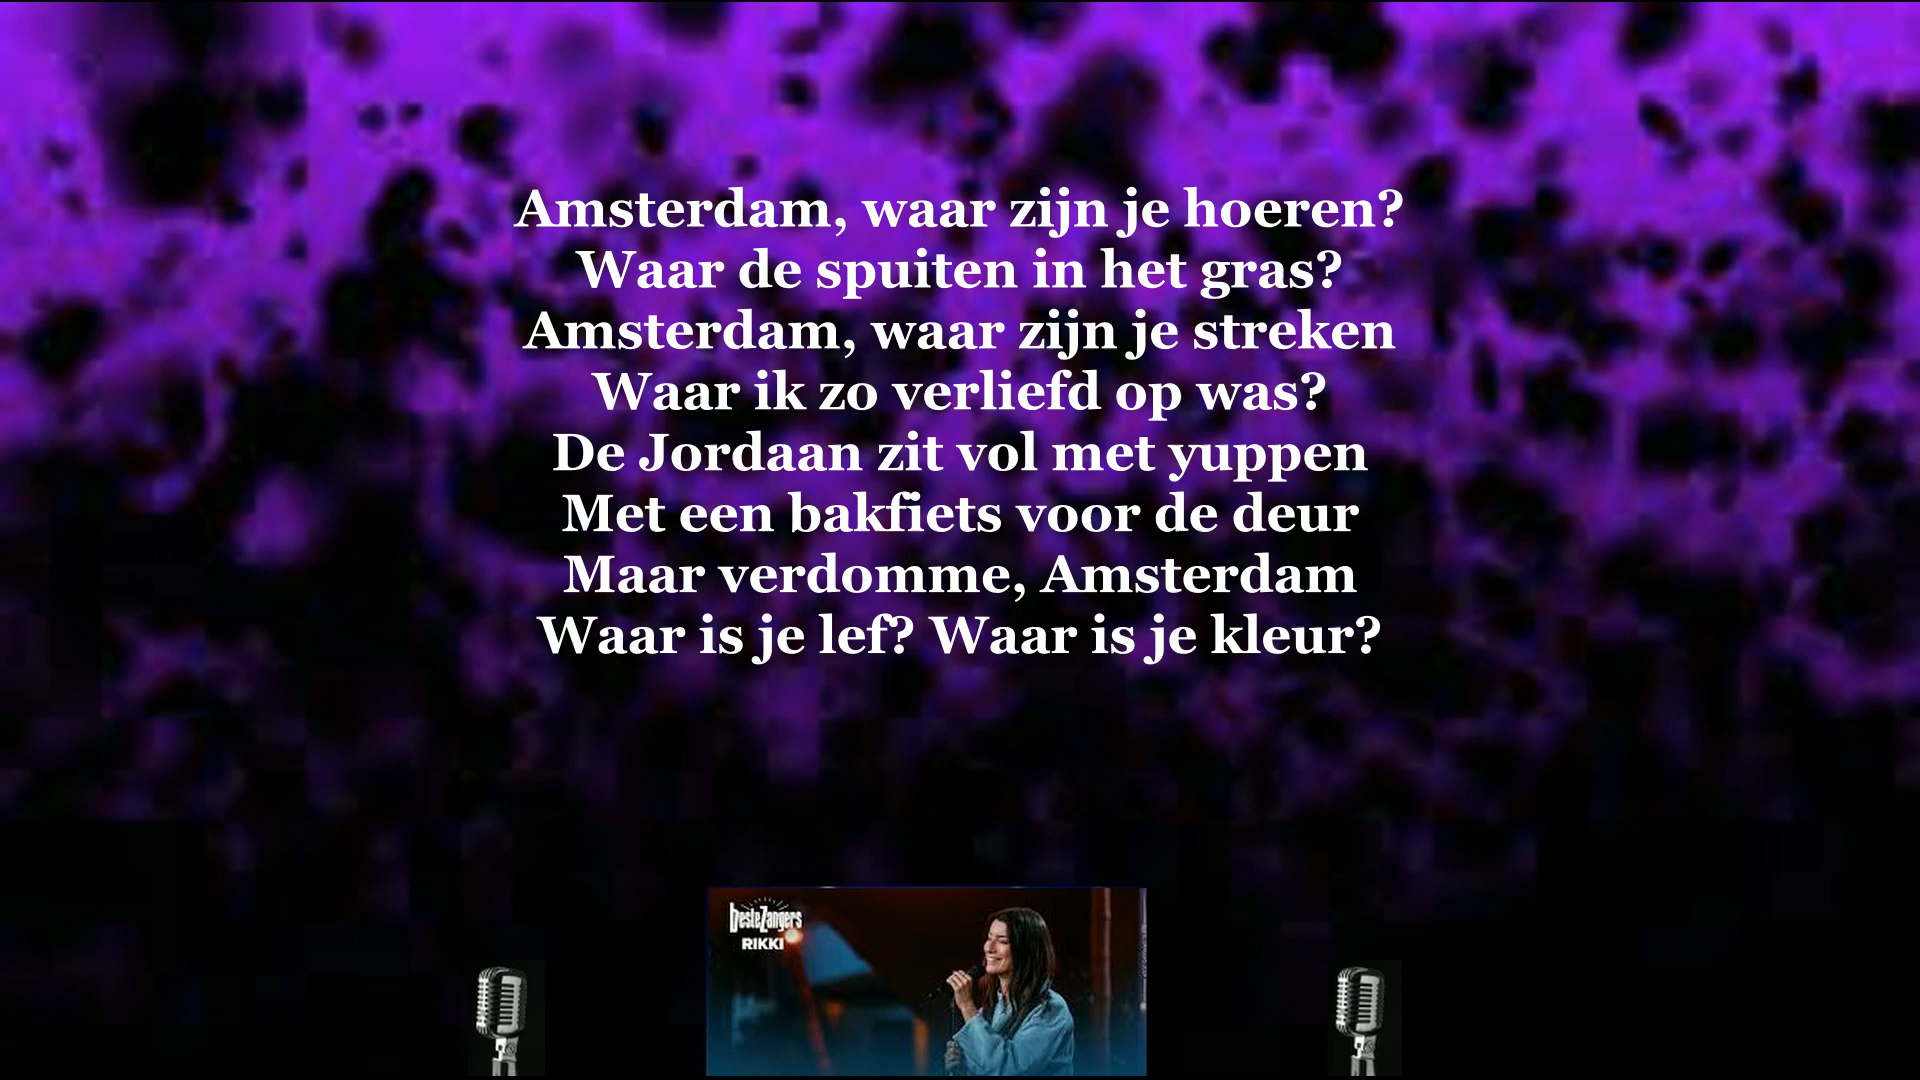 Amsterdam, waar zijn je hoeren?
Waar de spuiten in het gras?
Amsterdam, waar zijn je streken
Waar ik zo verliefd op was?
De Jordaan zit vol met yuppen
Met een bakfiets voor de deur
Maar verdomme, Amsterdam
Waar is je lef? Waar is je kleur?
beste Zangers
RIKKI